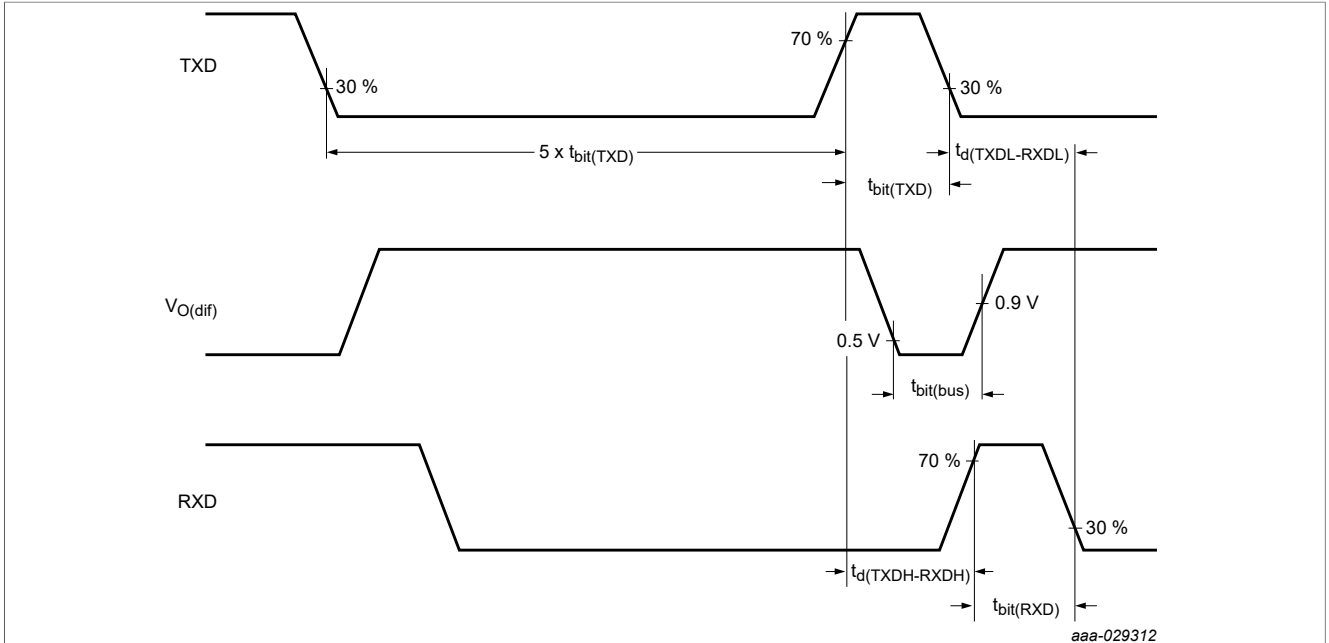 70 %
TXD
30 %
30 %
5 x tbit(TXD)
td(TXDL-RXDL)
tbit(TXD)
VO(dif)
0.9 V
0.5 V
tbit(bus)
70 %
RXD
30 %
td(TXDH-RXDH)
tbit(RXD)
aaa-029312